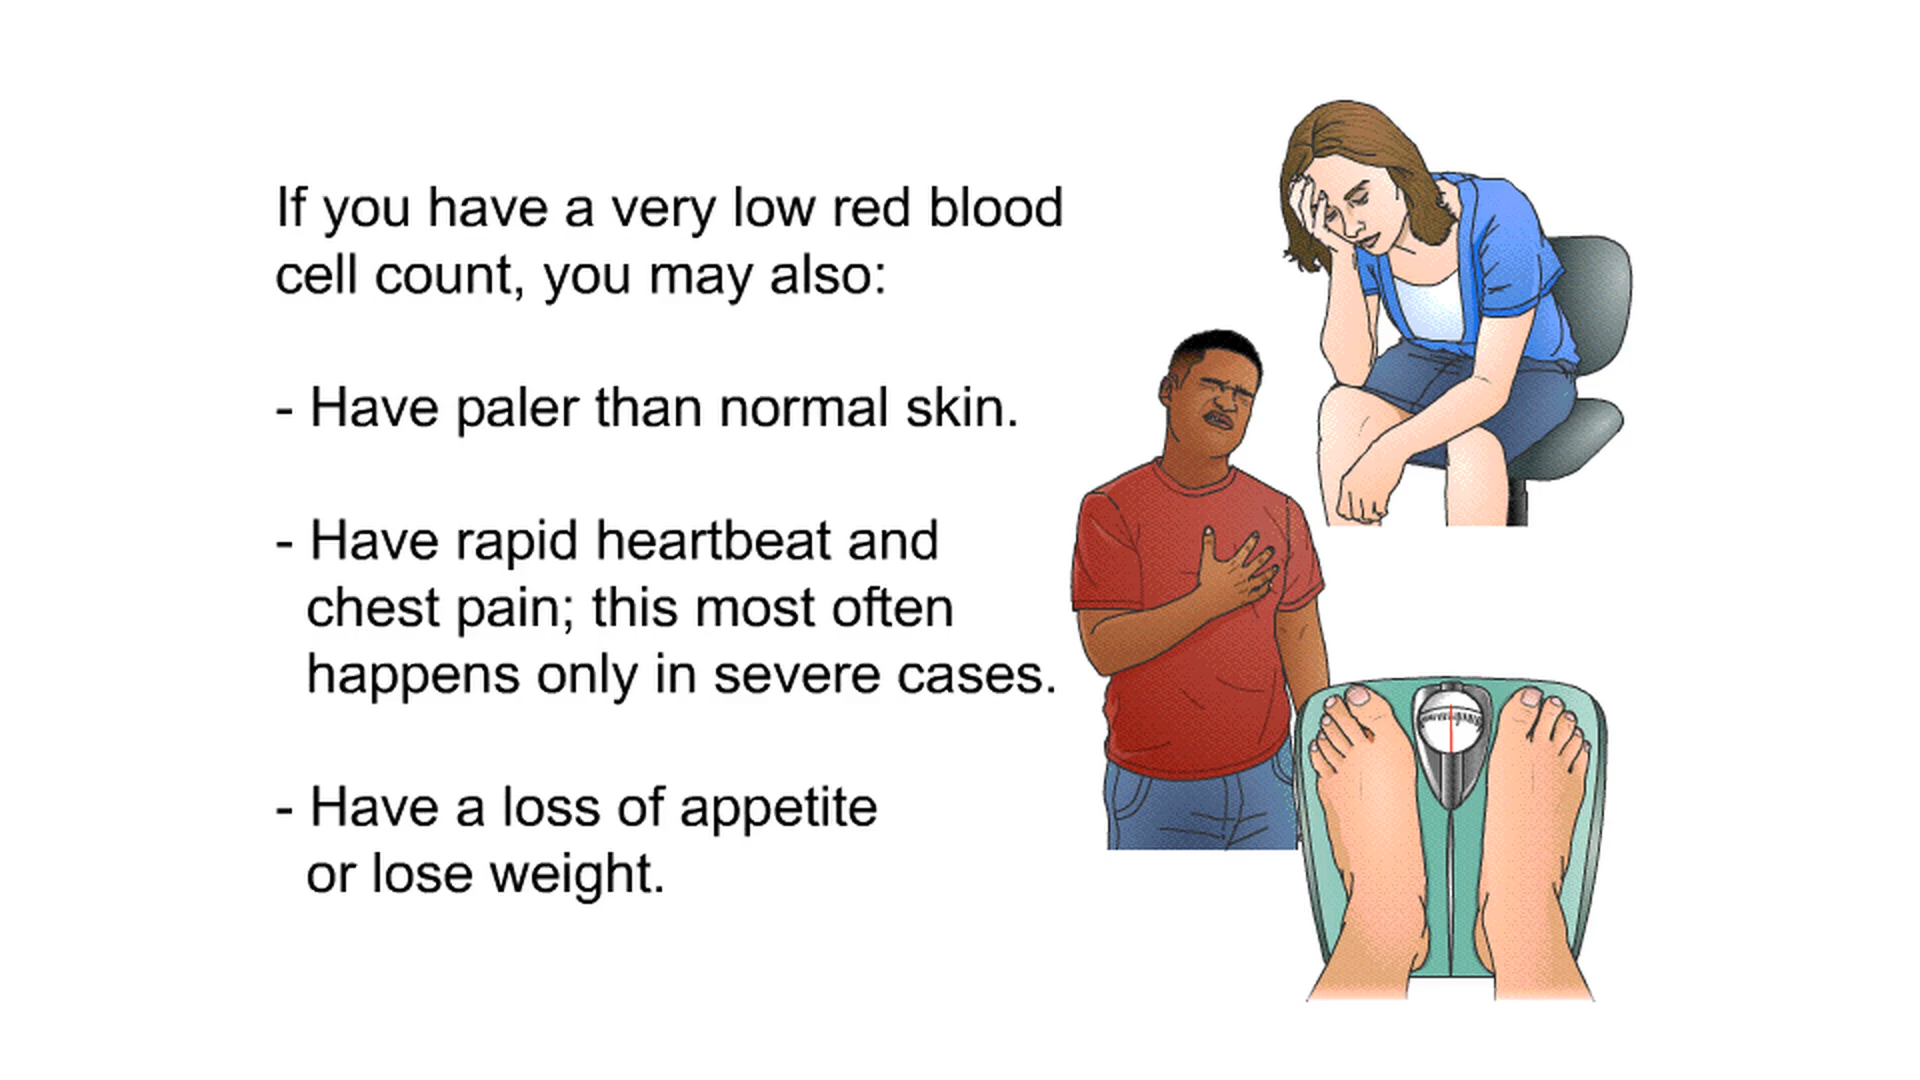 If you have a very low red blood
cell count, you may also:
- Have paler than normal skin.
- Have rapid heartbeat and
chest pain; this most often
happens only in severe cases.
- Have a loss of appetite
or lose weight.